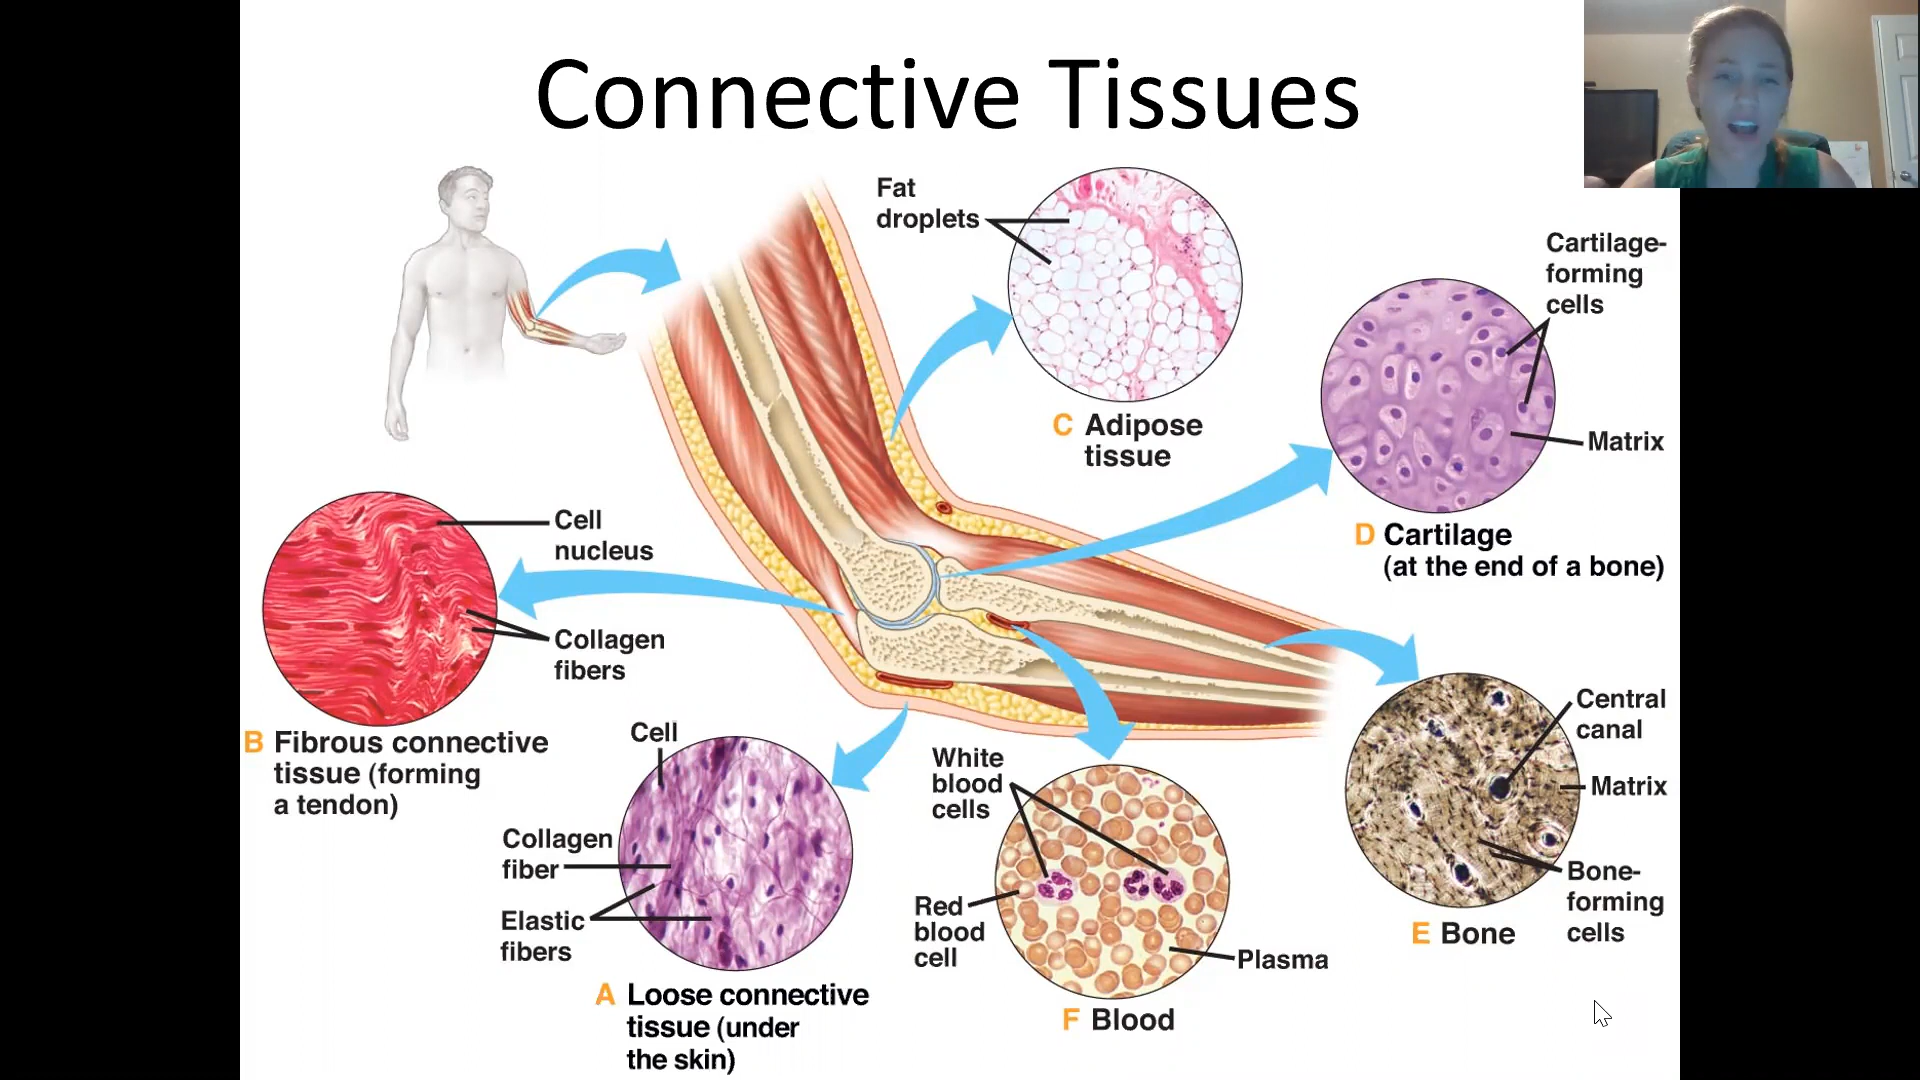 Connective Tissues
Fat
droplets
C Adipose
tissue
Cartilage-
forming
cells
Matrix
D Cartilage
(at the end of a bone)
Cell
nucleus
Collagen
fibers
B Fibrous connective
tissue (forming
a tendon)
Cell
Collagen
fiber
Elastic
fibers
A Loose connective
tissue (under
the skin)
White
blood
cells
Red
blood
cell
Plasma
F Blood
Central
canal
Matrix
Bone-
forming
cells
E Bone